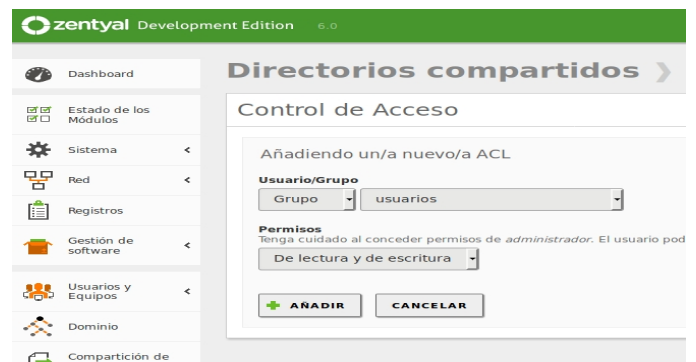 zentyal Development Edition 6.0
Dashboard
Estado de los
Módulos
Sistema
Red
Registros
Gestión de
software
Usuarios y
Equipos
Dominio
Compartición de
Directorios compartidos
Control de Acceso
Añadiendo un/a nuevo/a ACL
Usuario/Grupo
Grupo usuarios
Permisos
Tenga cuidado al conceder permisos de administrador. El usuario pod
De lectura y de escritura
AÑADIR CANCELAR